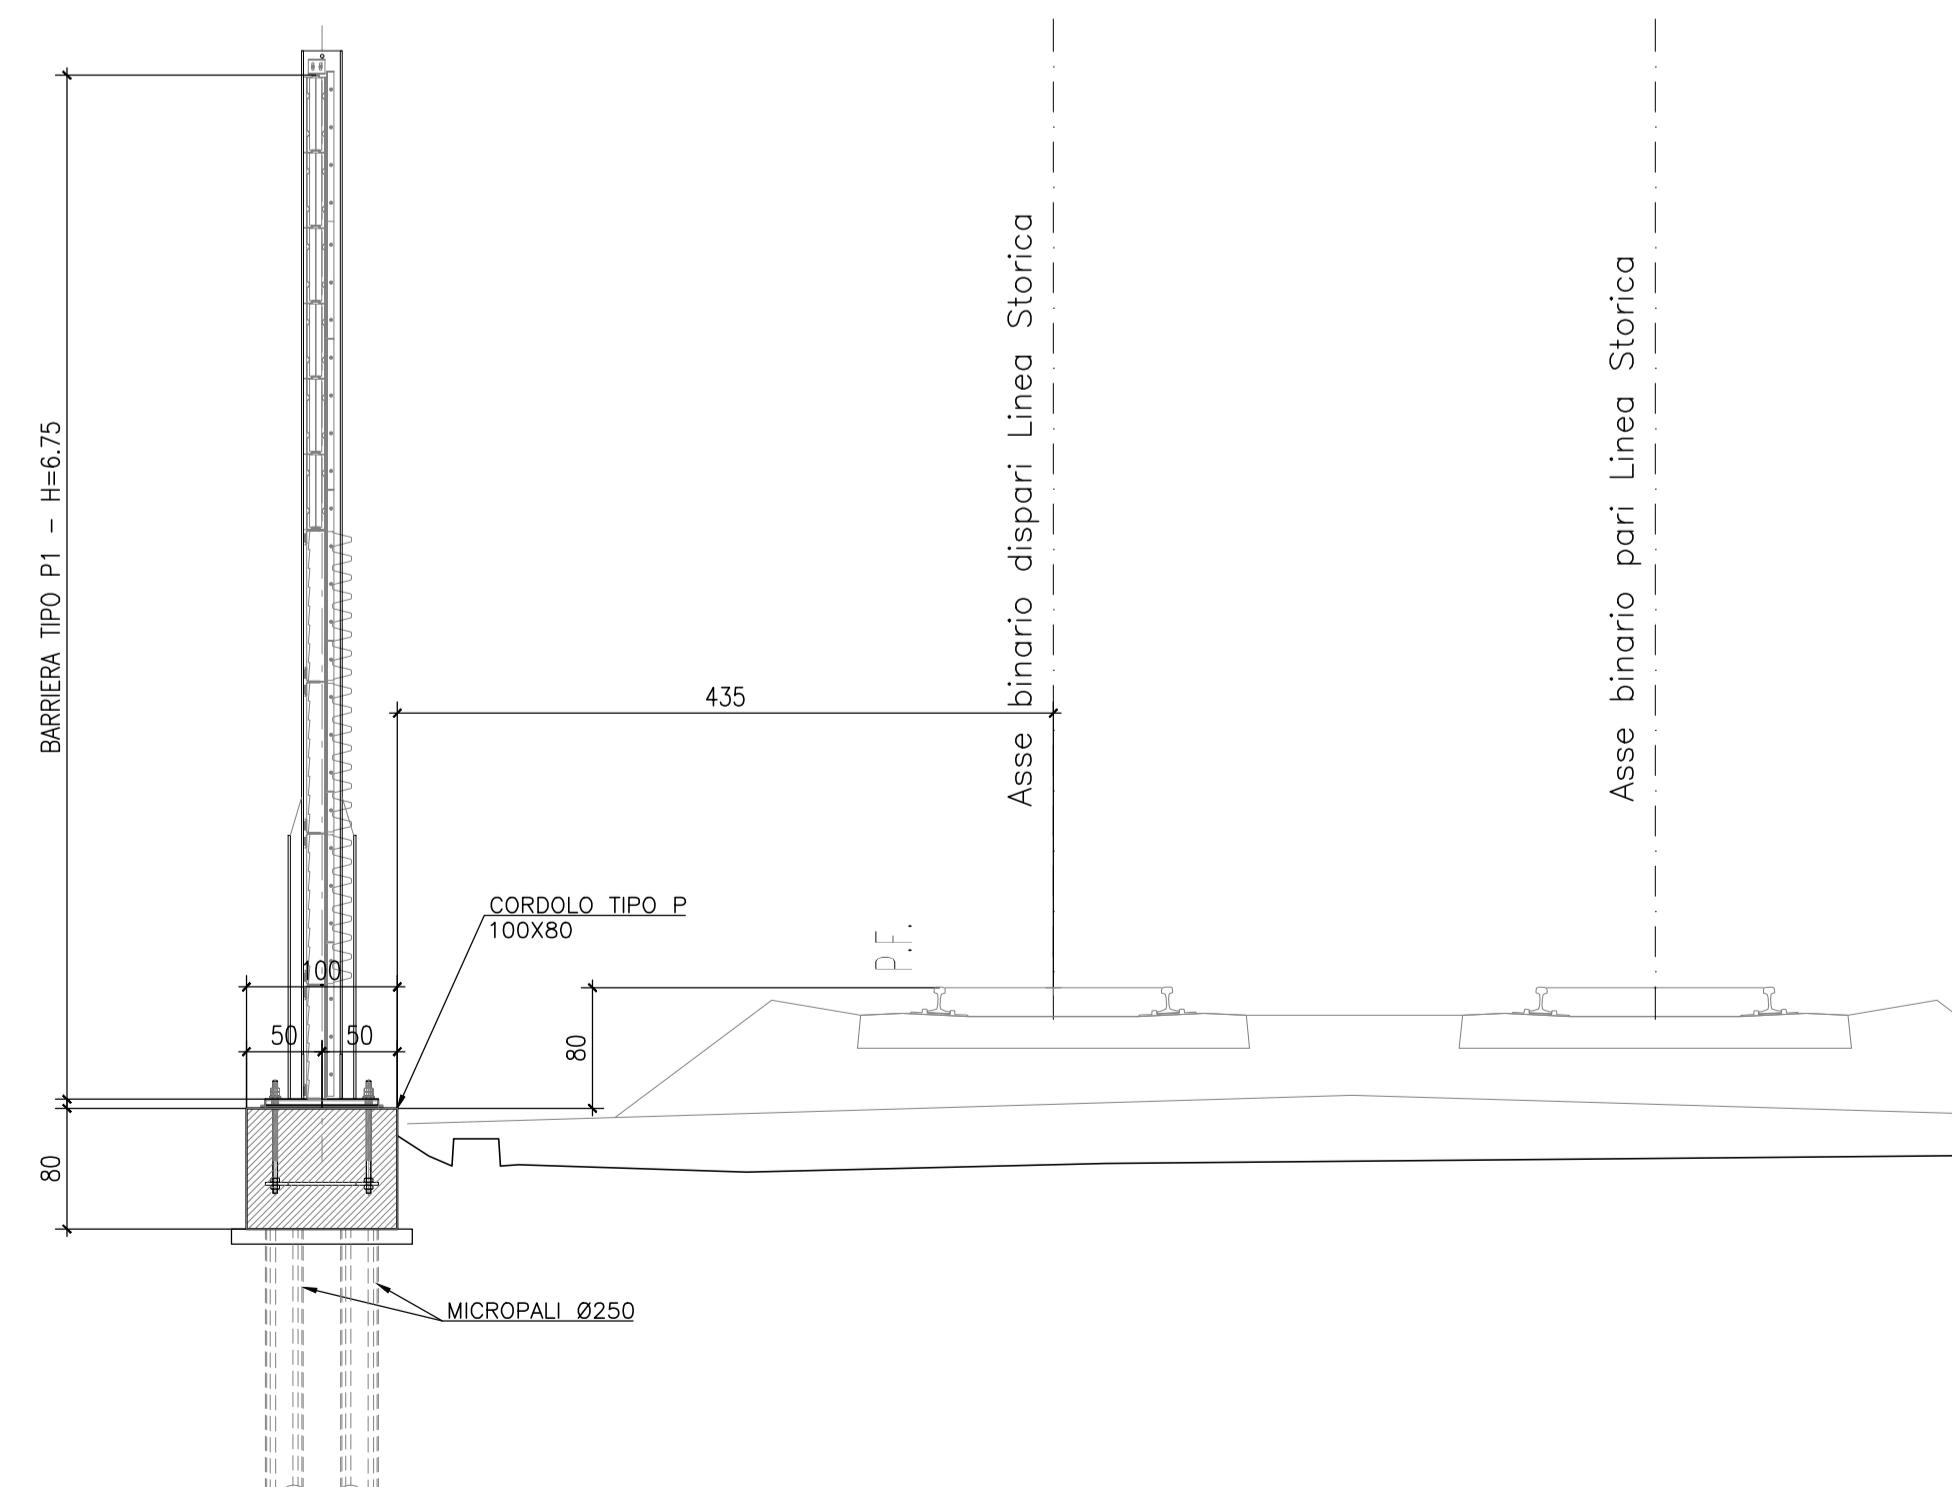 BARRIERA TIPO P1 – H=6.75
Asse binario dispari Linea Storica
Asse binario pari Linea Storica
435
CORDOLO TIPO P
100X80
P.F.
100
50
50
80
80
MICROPALI Ø250